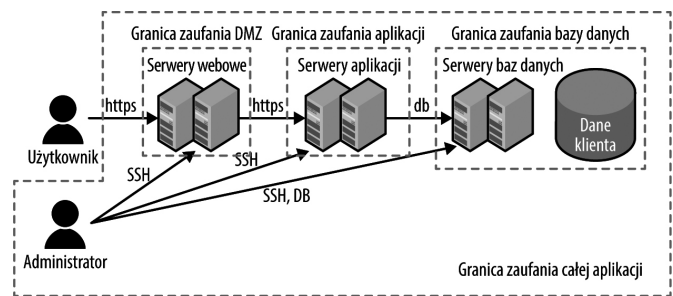 Granica zaufania DMZ
Granica zaufania aplikacji
Granica zaufania bazy danych
Serwery webowe
Serwery aplikacji
Serwery baz danych
https
https
db
Dane
klienta
Użytkownik
SSH
SSH
SSH, DB
Administrator
Granica zaufania całej aplikacji